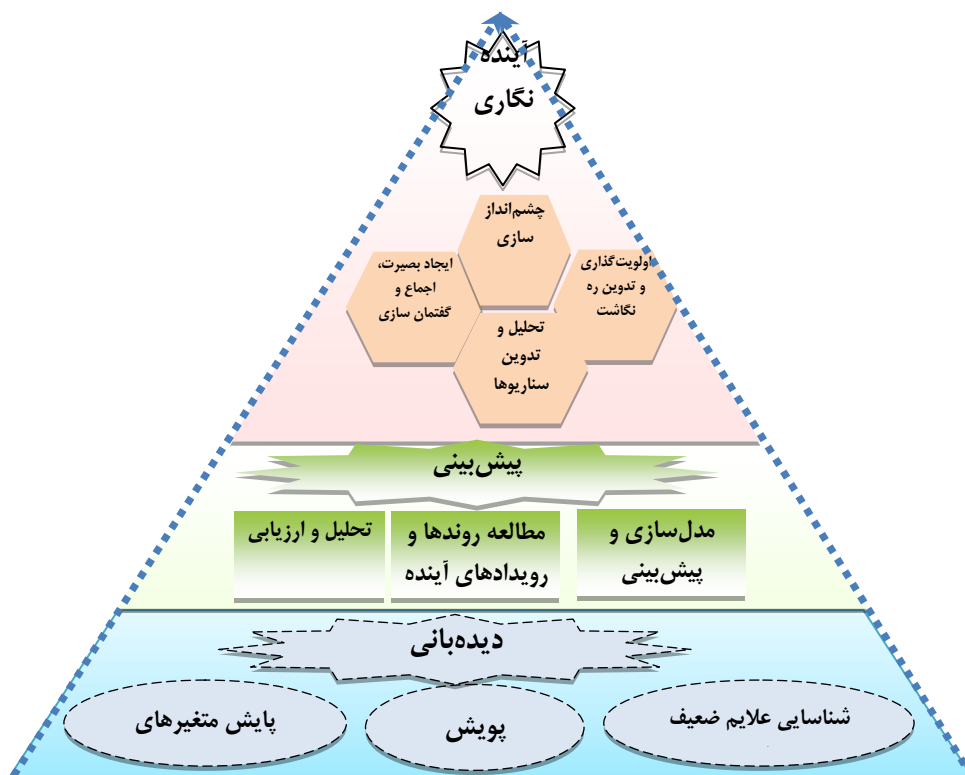 آینده
نگاری
چشم‌انداز
سازی
اولویت‌گذاری
و تدوین ره
نگاشت
ایجاد بصیرت،
اجماع و
گفتمان سازی
تحلیل و
تدوین
سناریوها
پیش‌بینی
مدل‌سازی و
پیش‌بینی
مطالعه روندها و
رویدادهای آینده
تحلیل و ارزیابی
دیده‌بانی
شناسایی علایم ضعیف
پویش
پایش متغیرهای